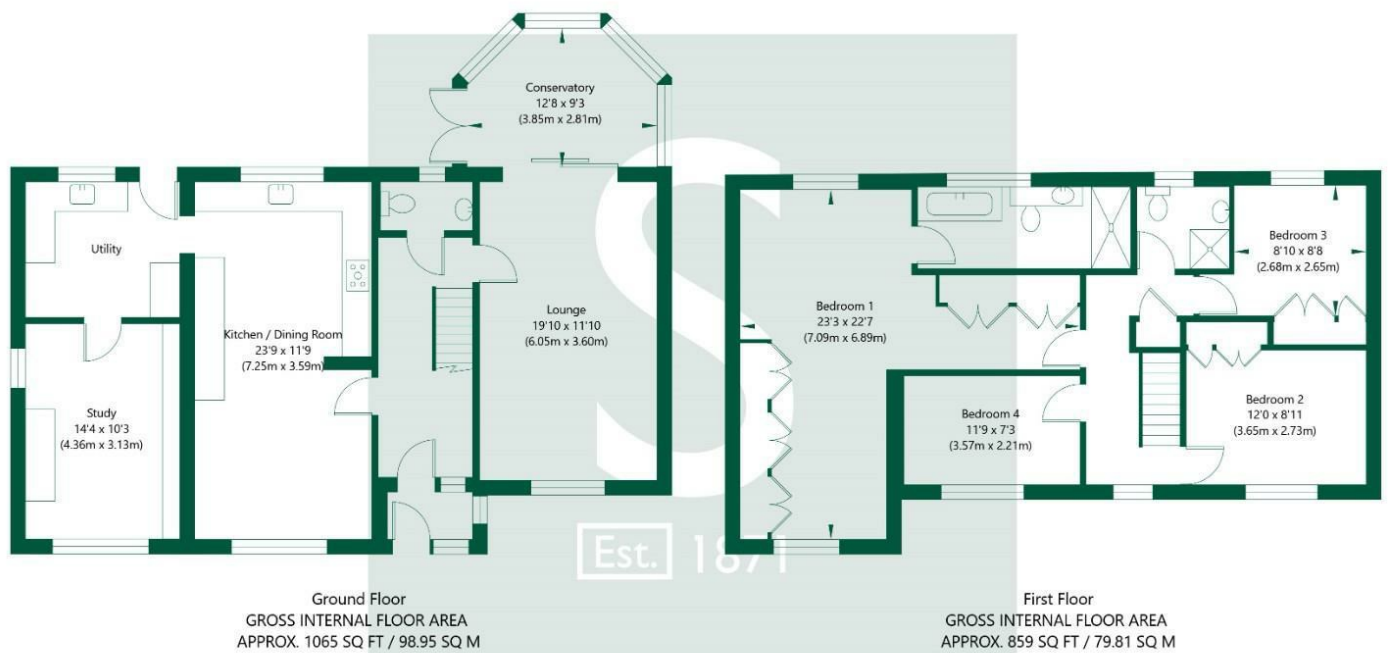 Conservatory
12'8 x 9'3
(3.85m x 2.81m)
Utility
Kitchen / Dining Room
23'9 x 11'9
(7.25m x 3.59m)
Lounge
19'10 x 11'10
(6.05m x 3.60m)
Study
14'4 x 10'3
(4.36m x 3.13m)
Bedroom 1
23'3 x 22'7
(7.09m x 6.89m)
Bedroom 3
8'10 x 8'8
(2.68m x 2.65m)
Bedroom 4
11'9 x 7'3
(3.57m x 2.21m)
Bedroom 2
12'0 x 8'11
(3.65m x 2.73m)
S
Est. 1871
Ground Floor
GROSS INTERNAL FLOOR AREA
APPROX. 1065 SQ FT / 98.95 SQ M
First Floor
GROSS INTERNAL FLOOR AREA
APPROX. 859 SQ FT / 79.81 SQ M